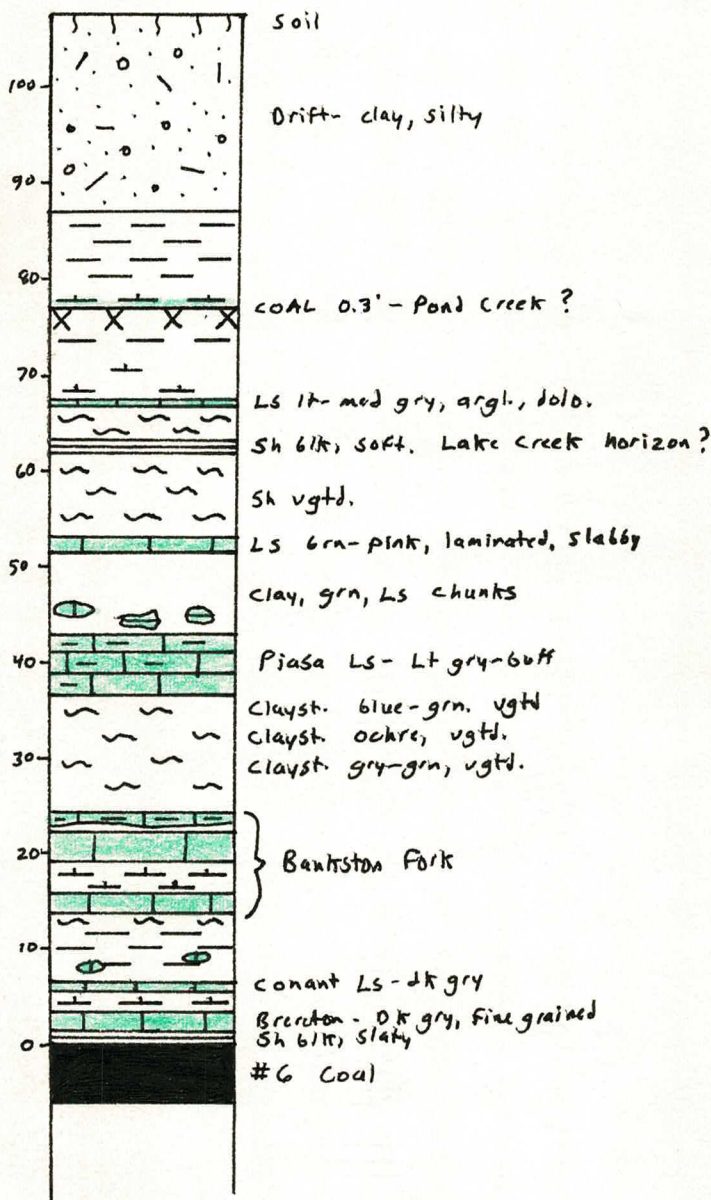 Soil
100
Drift- clay, silty
90
80
COAL 0.3' - Pond Creek ?
70
Ls lt- med gry, argl., dolo.
Sh blk, soft. Lake Creek horizon?
60
Sh vgtd.
Ls Grn- pink, laminated, slabby
50
Clay, grn, Ls chunks
40
Piasa Ls- Lt gry-buff
Clayst. blue-grn. vgtd
Clayst. ochre, vgtd.
30
Clayst. gry-grn, vgtd.
20
Bankston Fork
10
Conant Ls-dk gry
Brereton - Dk gry, fine grained
Sh blk, slaty
0
#6 Coal